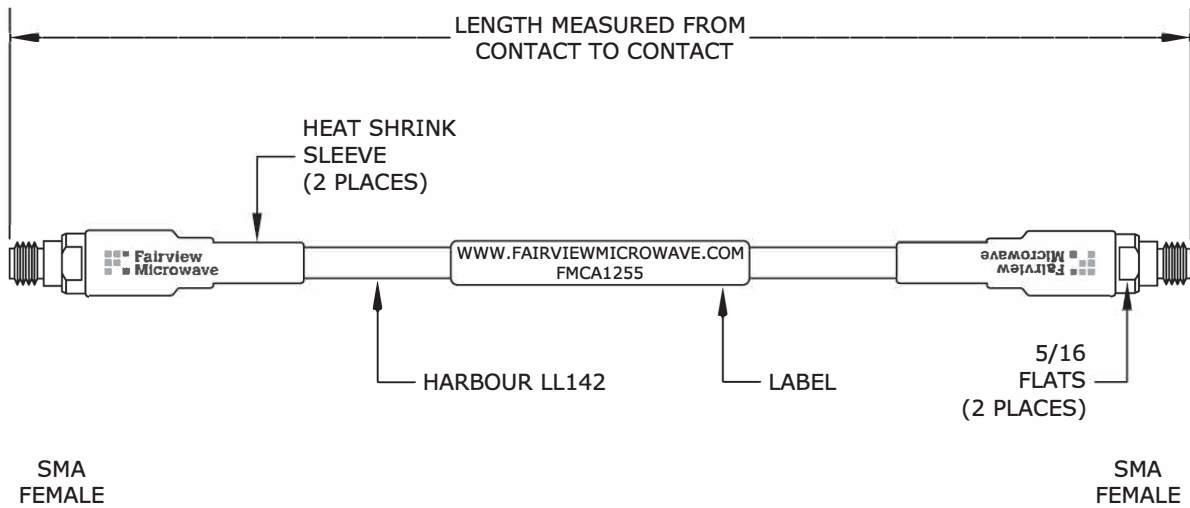 LENGTH MEASURED FROM
CONTACT TO CONTACT
HEAT SHRINK
SLEEVE
(2 PLACES)
Fairview
Microwave
WWW.FAIRVIEWMICROWAVE.COM
FMCA1255
Fairview
Microwave
HARBOUR LL142
LABEL
5/16
FLATS
(2 PLACES)
SMA
FEMALE
SMA
FEMALE